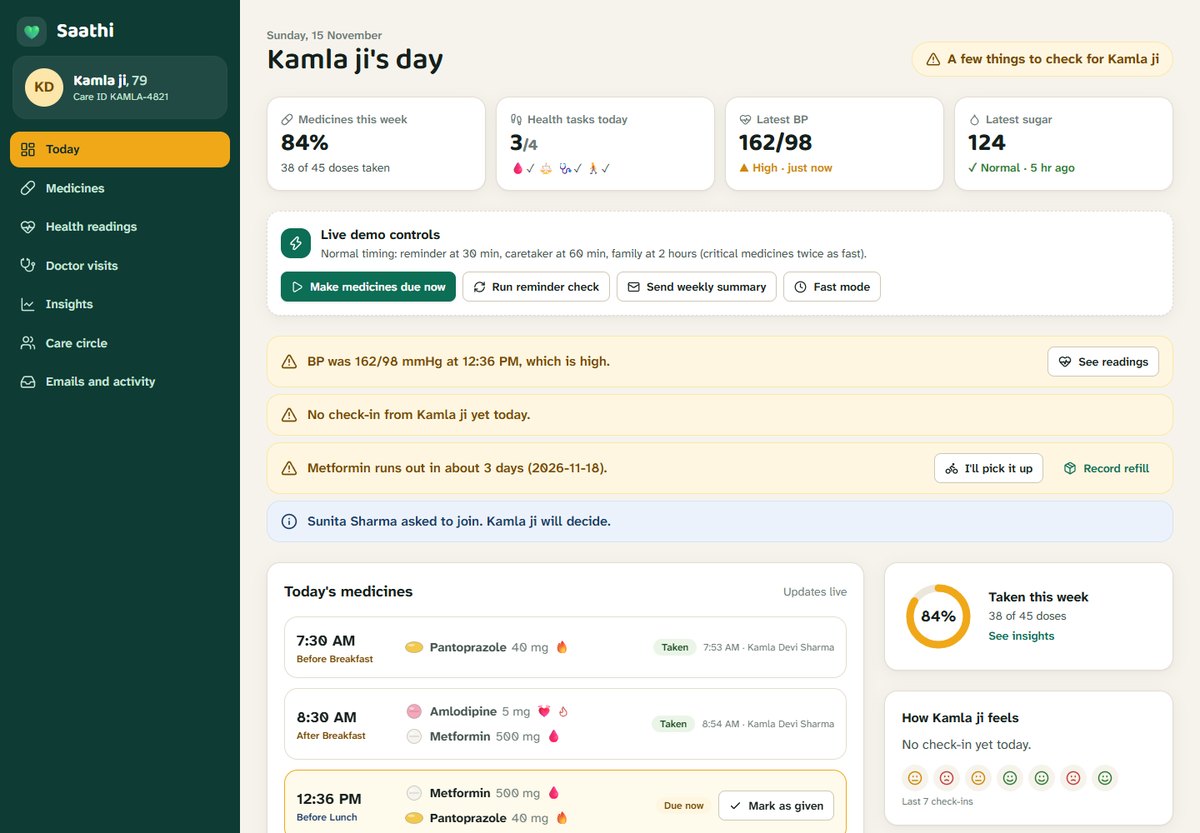 Saathi
KD
Kamla ji, 79
Care ID KAMLA-4821
Today
Medicines
Health readings
Doctor visits
Insights
Care circle
Emails and activity
Sunday, 15 November
Kamla ji's day
A few things to check for Kamla ji
Medicines this week
84%
38 of 45 doses taken
Health tasks today
3/4
Latest BP
162/98
High · just now
Latest sugar
124
✓ Normal · 5 hr ago
Live demo controls
Normal timing: reminder at 30 min, caretaker at 60 min, family at 2 hours (critical medicines twice as fast).
Make medicines due now
Run reminder check
Send weekly summary
Fast mode
BP was 162/98 mmHg at 12:36 PM, which is high.
See readings
No check-in from Kamla ji yet today.
Metformin runs out in about 3 days (2026-11-18).
I'll pick it up
Record refill
Sunita Sharma asked to join. Kamla ji will decide.
Today's medicines
Updates live
7:30 AM
Before Breakfast
Pantoprazole 40 mg
Taken
7:53 AM · Kamla Devi Sharma
8:30 AM
After Breakfast
Amlodipine 5 mg
Metformin 500 mg
Taken
8:54 AM · Kamla Devi Sharma
12:36 PM
Before Lunch
Metformin 500 mg
Pantoprazole 40 mg
Due now
Mark as given
84%
Taken this week
38 of 45 doses
See insights
How Kamla ji feels
No check-in yet today.
Last 7 check-ins